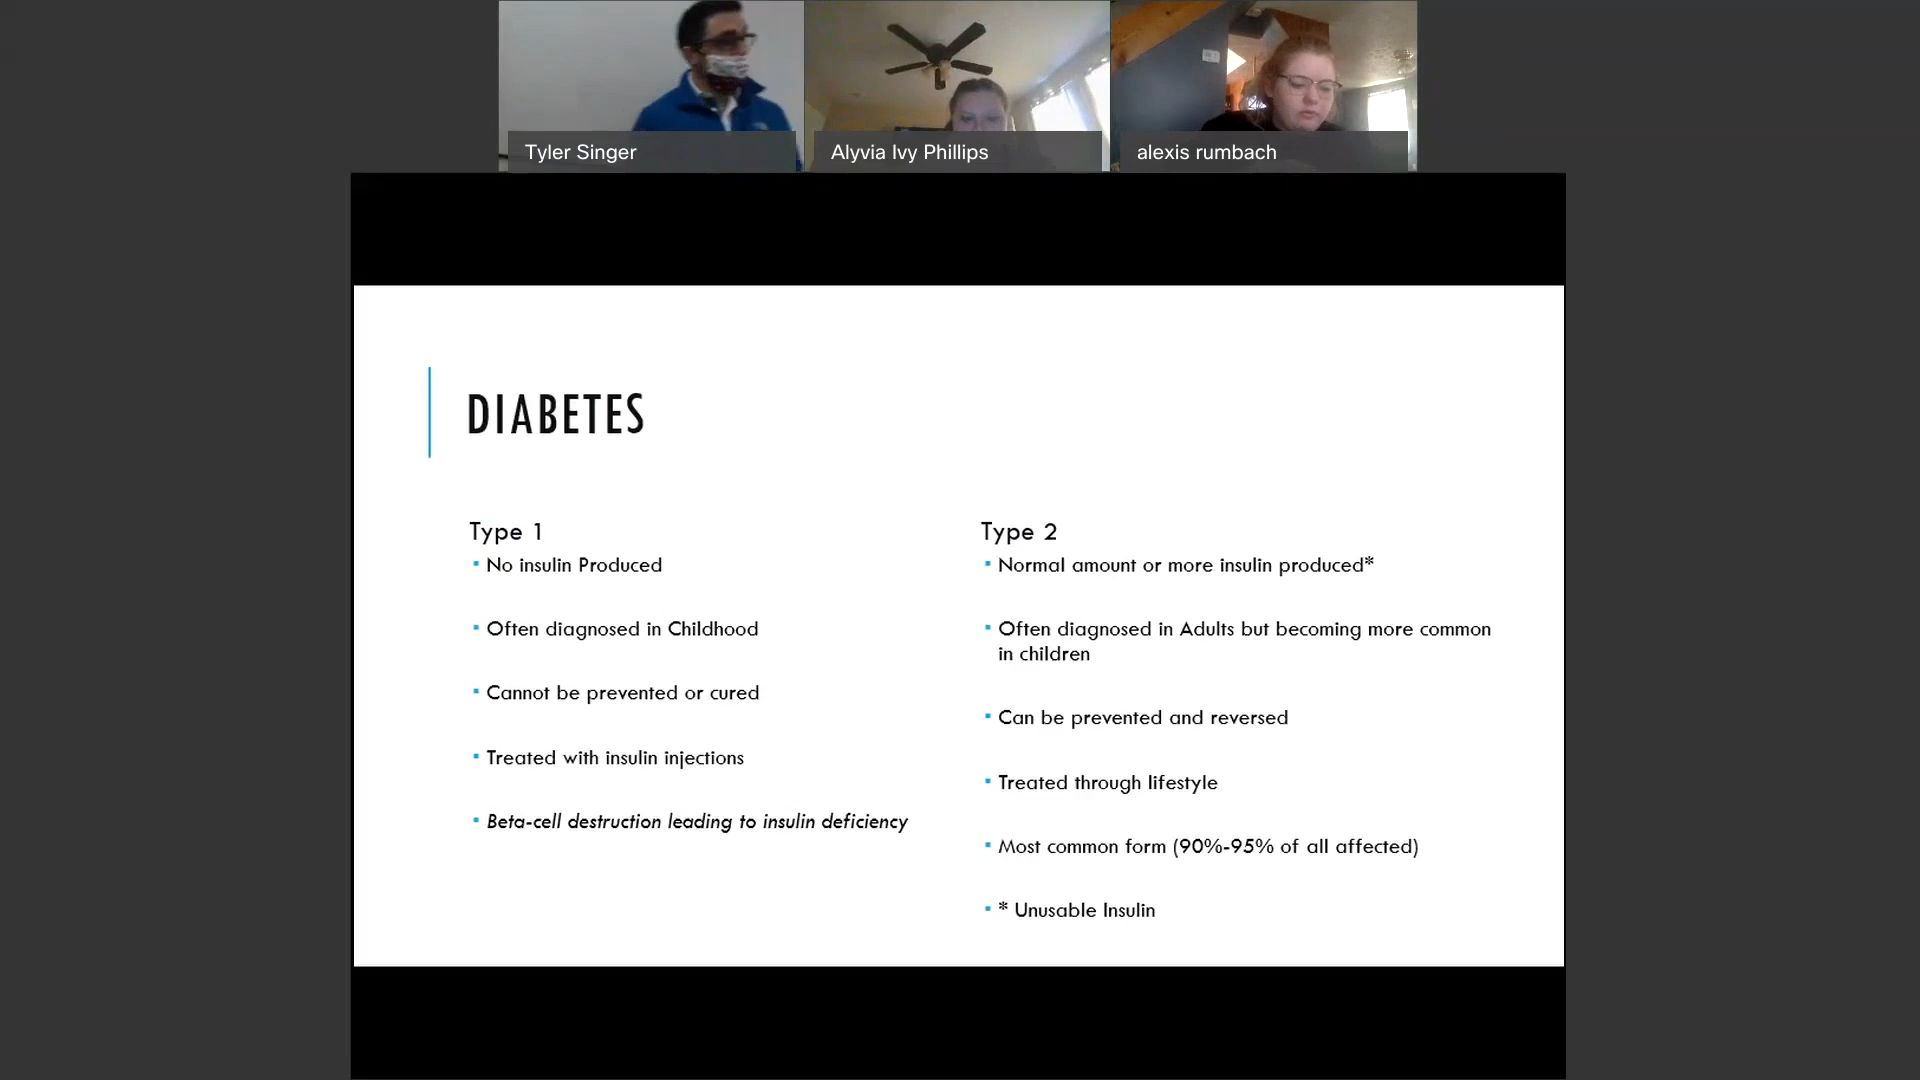 Tyler Singer
Alyvia Ivy Phillips
alexis rumbach
DIABETES
Type 1
▪ No insulin Produced
▪ Often diagnosed in Childhood
▪ Cannot be prevented or cured
▪ Treated with insulin injections
▪ Beta-cell destruction leading to insulin deficiency
Type 2
▪ Normal amount or more insulin produced*
▪ Often diagnosed in Adults but becoming more common
in children
▪ Can be prevented and reversed
▪ Treated through lifestyle
▪ Most common form (90%-95% of all affected)
▪ * Unusable Insulin